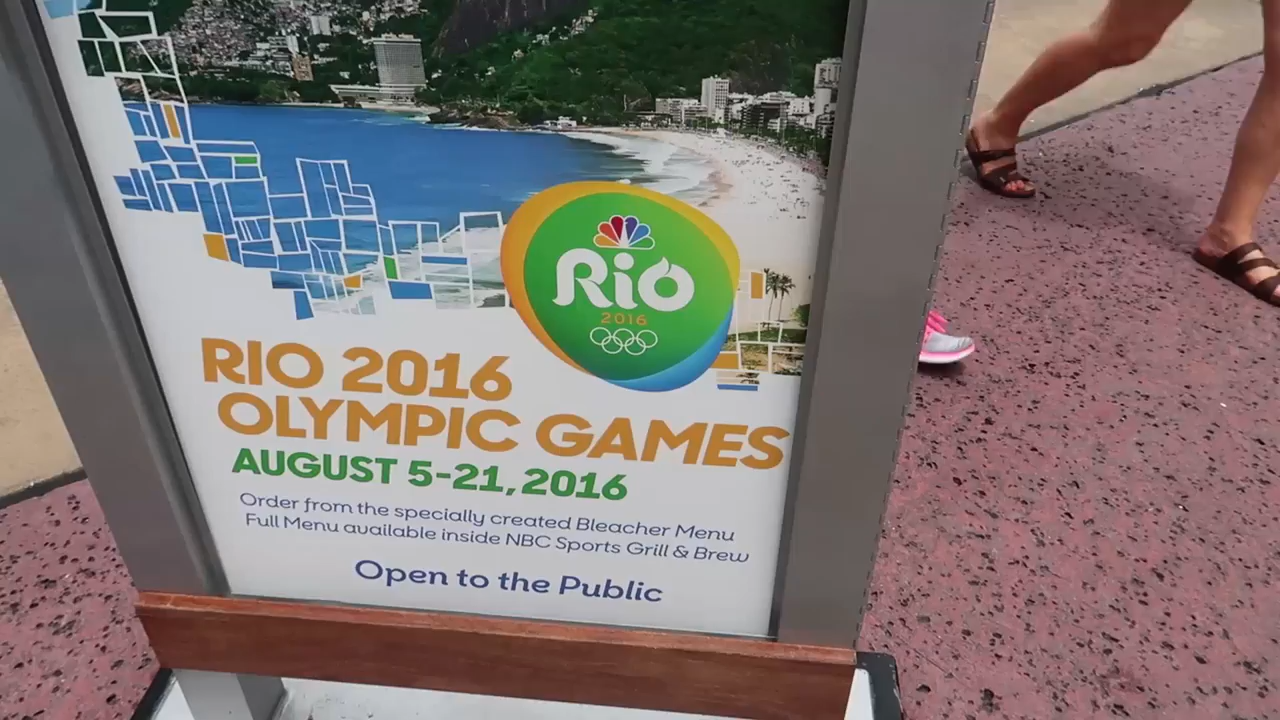 Rio
2016
RIO 2016
OLYMPIC GAMES
AUGUST 5-21, 2016
Order from the specially created Bleacher Menu
Full Menu available inside NBC Sports Grill & Brew
Open to the Public